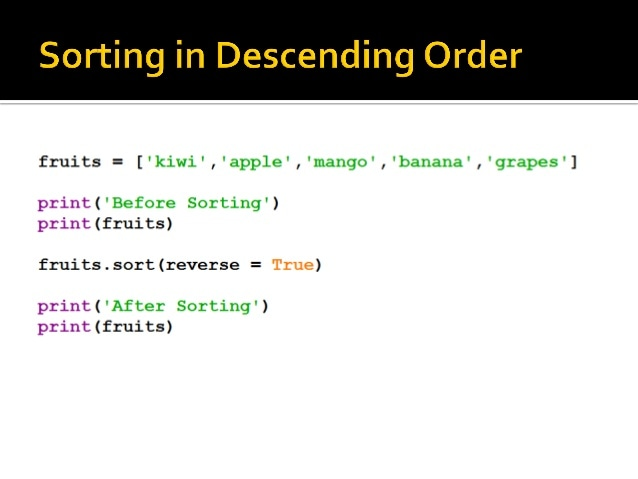 Sorting in Descending Order
fruits = ['kiwi','apple','mango','banana','grapes']
print('Before Sorting')
print(fruits)
fruits.sort(reverse = True)
print('After Sorting')
print(fruits)